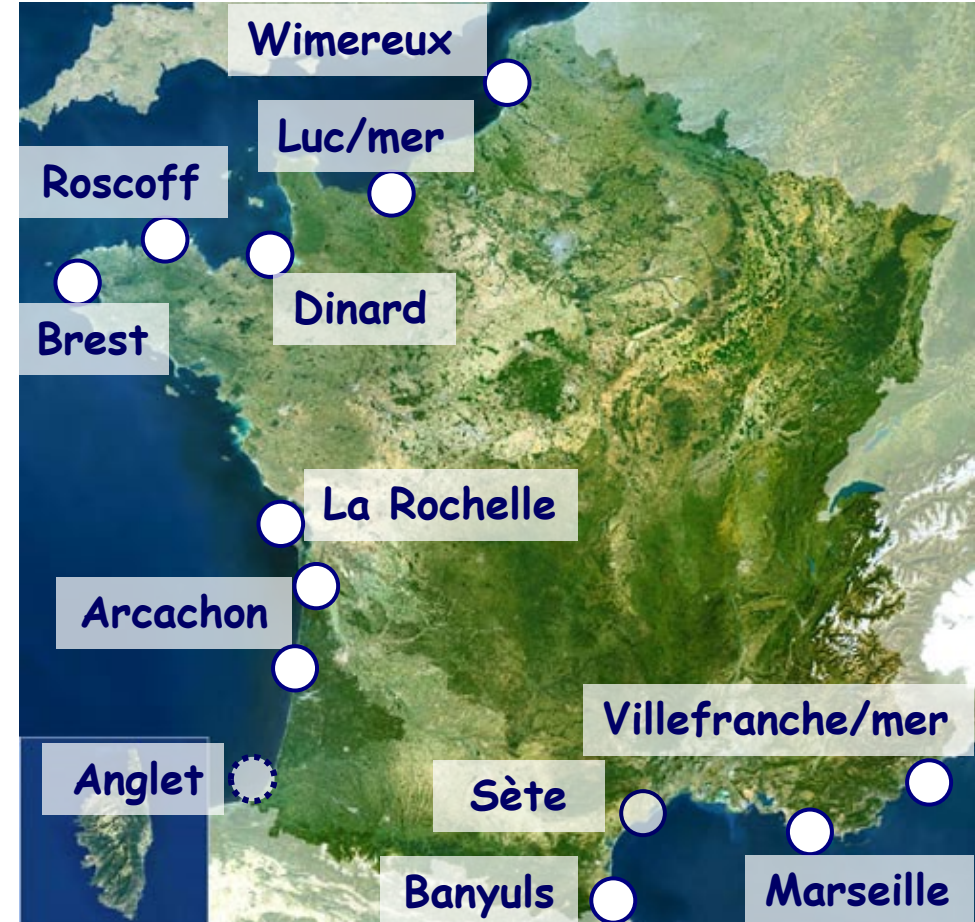 Wimereux
Luc/mer
Roscoff
Dinard
Brest
La Rochelle
Arcachon
Villefranche/mer
Anglet
Sète
Banyuls
Marseille